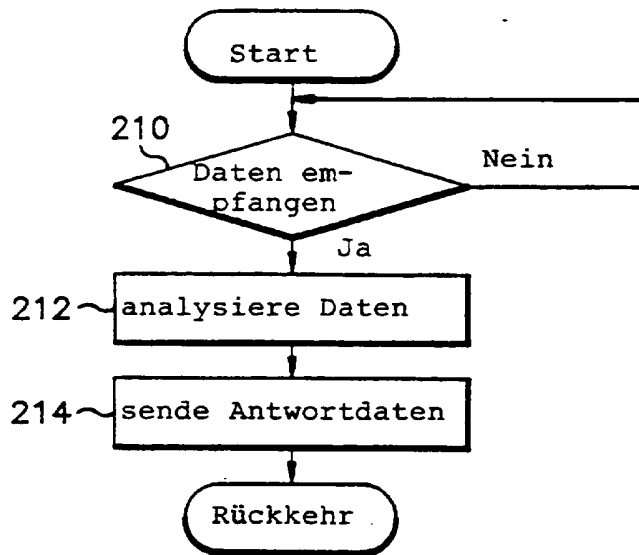 Start
210
Daten em-
pfangen
Nein
Ja
212
analysiere Daten
214
sende Antwortdaten
Rückkehr